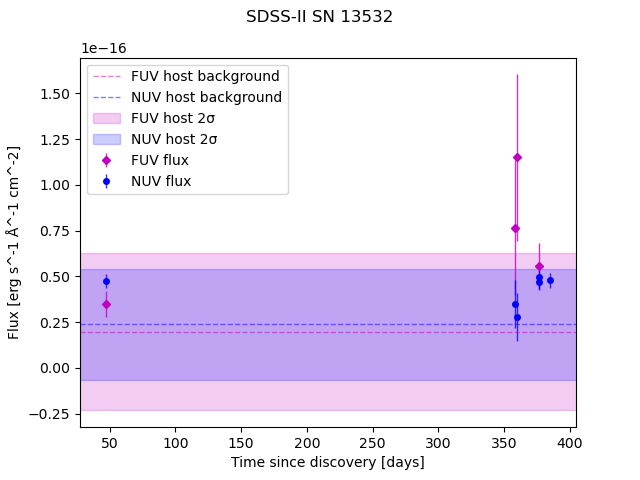 SDSS-II SN 13532
1e−16
FUV host background
NUV host background
FUV host 2σ
NUV host 2σ
FUV flux
NUV flux
1.50
1.25
1.00
0.75
0.50
0.25
0.00
−0.25
Flux [erg s^-1 Å^-1 cm^-2]
50 100 150 200 250 300 350 400
Time since discovery [days]